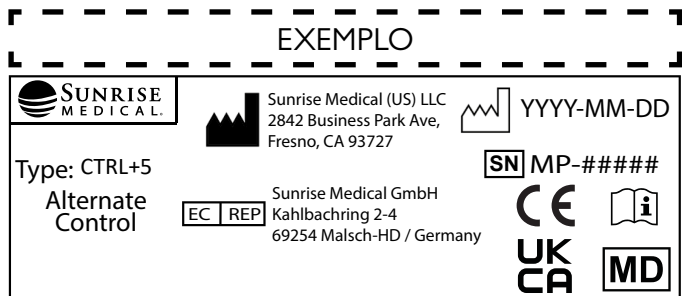 EXEMPLO
SUNRISE
MEDICAL.
Sunrise Medical (US) LLC
2842 Business Park Ave,
Fresno, CA 93727
YYYY-MM-DD
SN MP-#####
Type: CTRL+5
Alternate
Control
EC REP
Sunrise Medical GmbH
Kahlbachring 2-4
69254 Malsch-HD / Germany
CE
i
UK
CA
MD